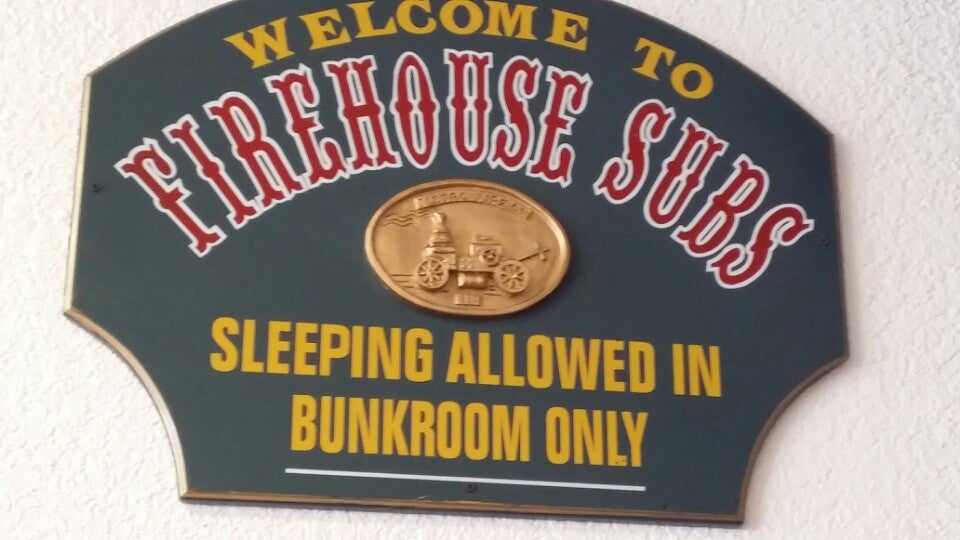 WELCOME TO
FIREHOUSE SUBS
SLEEPING ALLOWED IN
BUNKROOM ONLY